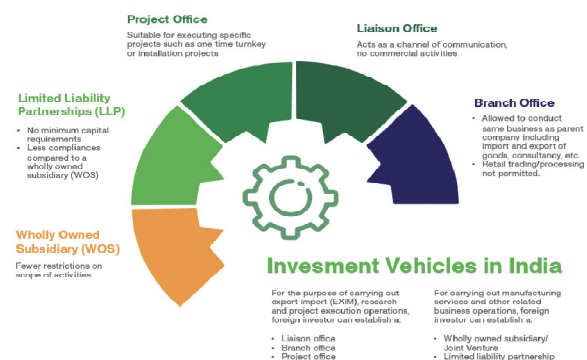 Project Office
Suitable for executing specific
projects such as one time turnkey
or installation projects
Liaison Office
Acts as a channel of communication,
no commercial activities
Limited Liability
Partnerships (LLP)
• No minimum capital
requirements
• Less compliances
compared to a
wholly owned
subsidiary (WOS)
Branch Office
• Allowed to conduct
same business as parent
company including
import and export of
goods, consultancy, etc.
• Retail trading/processing
not permitted.
Wholly Owned
Subsidiary (WOS)
Fewer restrictions on
scope of activities
Invesment Vehicles in India
For the purpose of carrying out
export-import (EXIM), research
and project execution operations,
foreign investor can establish a:
• Liaison office
• Branch office
• Project office
For carrying out manufacturing
services and other related
business operations, foreign
investor can establish a:
• Wholly owned subsidiary/
Joint Venture
• Limited liability partnership